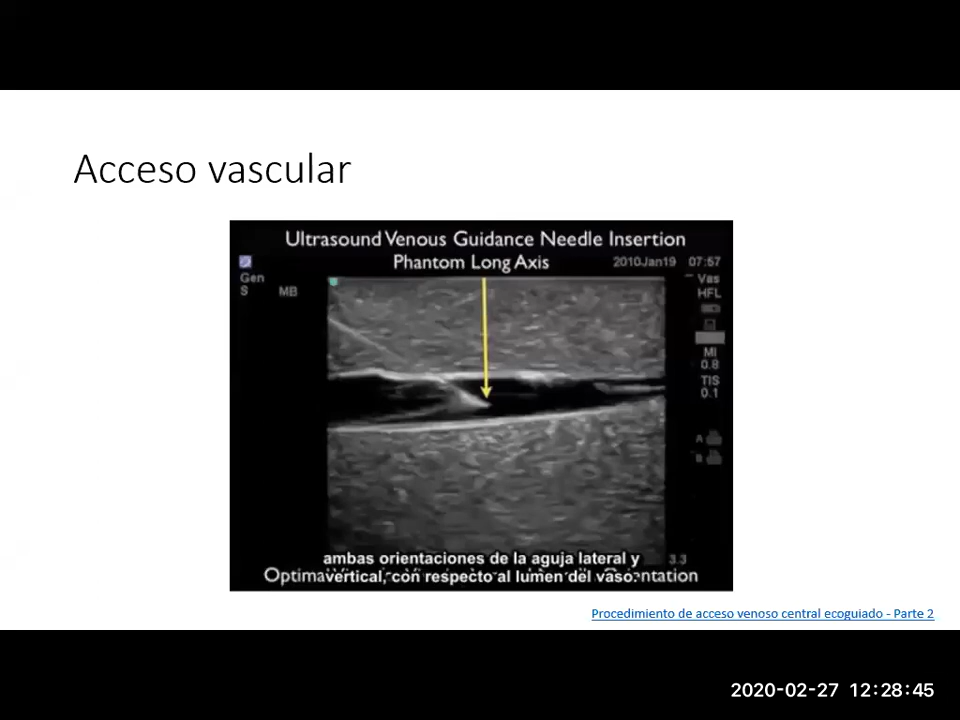 Acceso vascular
Ultrasound Venous Guidance Needle Insertion
Phantom Long Axis
2010Jan19 07:57
Gen
S MB
Vas
HFL
MI
0.8
TIS
0.1
A
B
3.3
ambas orientaciones de la aguja lateral y
vertical, con respecto al lumen del vaso.
Procedimiento de acceso venoso central ecoguiado - Parte 2
2020-02-27 12:28:45